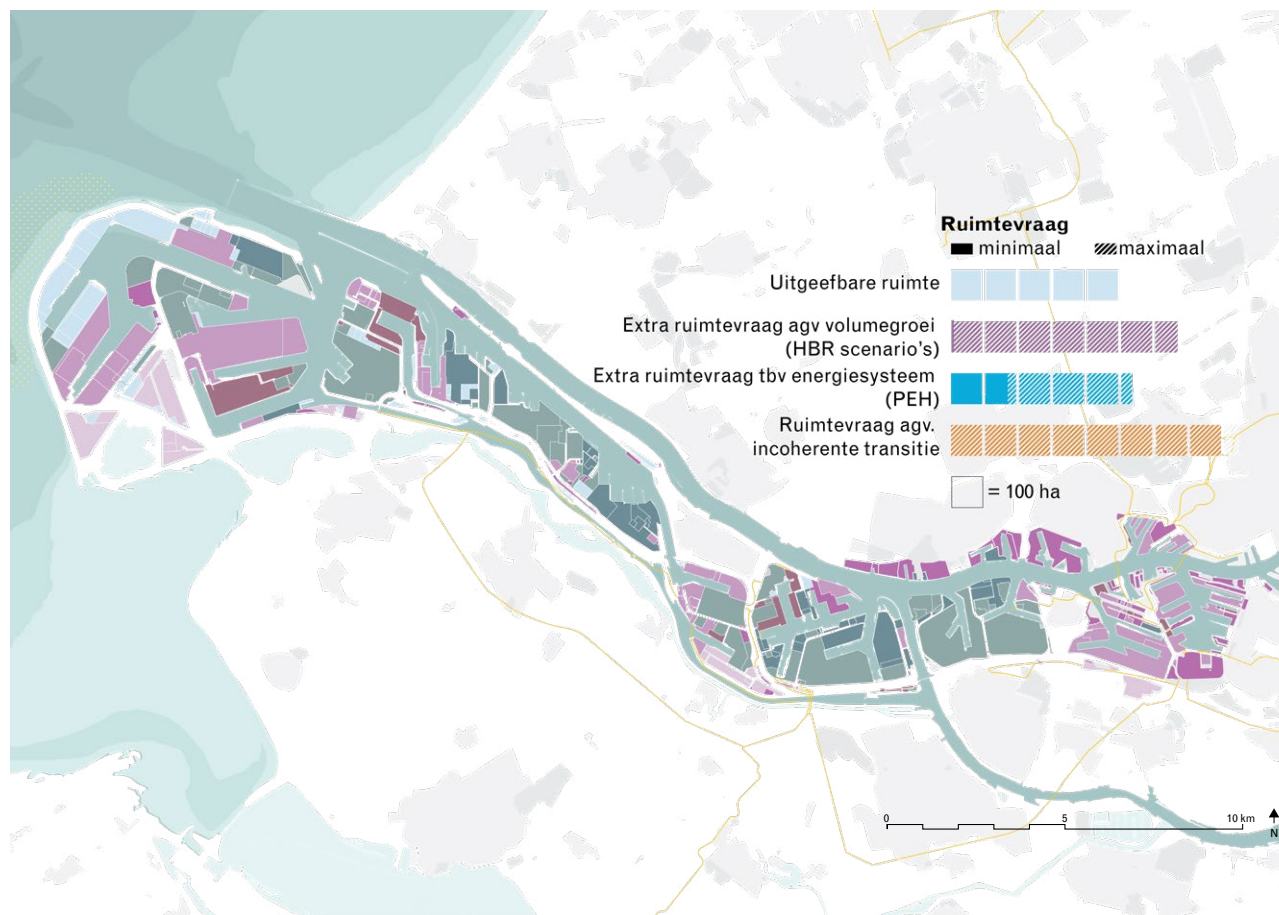 Ruimtevraag
minimaal maximaal
Uitgeefbare ruimte
Extra ruimtevraag agv volumegroei
(HBR scenario's)
Extra ruimtevraag tbv energiesysteem
(PEH)
Ruimtevraag agv.
incoherente transitie
= 100 ha
0 5 10 km
N